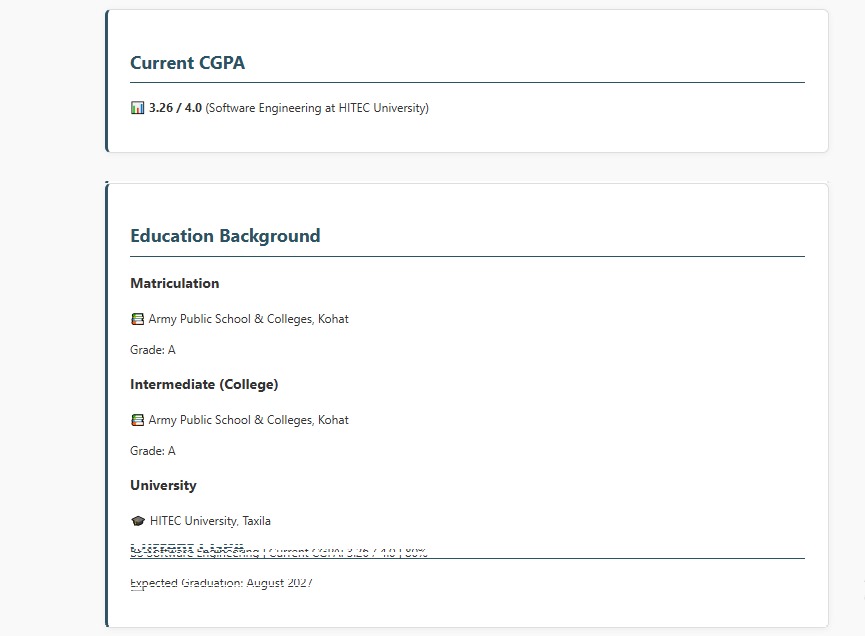 Current CGPA
📊 3.26 / 4.0 (Software Engineering at HITEC University)
Education Background
Matriculation
📚 Army Public School & Colleges, Kohat
Grade: A
Intermediate (College)
📚 Army Public School & Colleges, Kohat
Grade: A
University
🎓 HITEC University, Taxila
BS Software Engineering | Current CGPA: 3.26 / 4.0 | 80%
Expected Graduation: August 2027